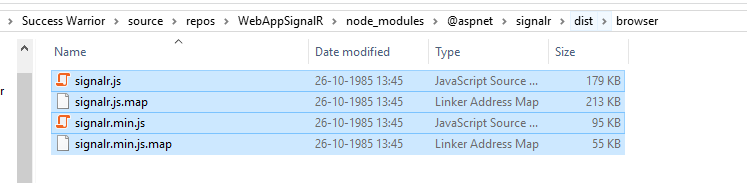 Success Warrior > source > repos > WebAppSignalR > node_modules > @aspnet > signalr > dist > browser
Name Date modified Type Size
signalr.js 26-10-1985 13:45 JavaScript Source ... 179 KB
signalr.js.map 26-10-1985 13:45 Linker Address Map 213 KB
signalr.min.js 26-10-1985 13:45 JavaScript Source ... 95 KB
signalr.min.js.map 26-10-1985 13:45 Linker Address Map 55 KB